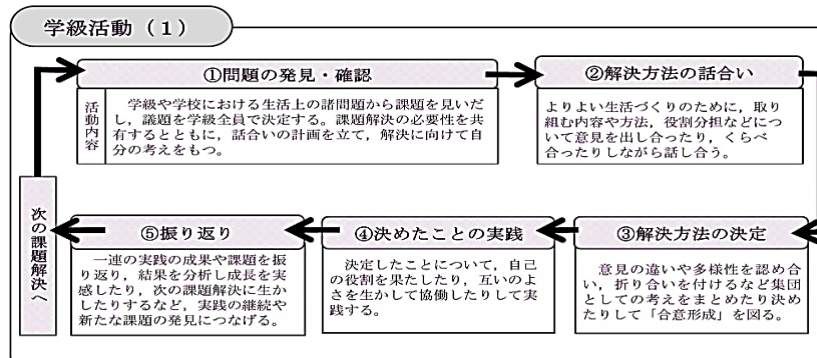 学級活動（１）
①問題の発見・確認
活動内容
学級や学校における生活上の諸問題から課題を見いだ
し，議題を学級全員で決定する。課題解決の必要性を共
有するとともに，話合いの計画を立て，解決に向けて自
分の考えをもつ。
②解決方法の話合い
よりよい生活づくりのために，取り
組む内容や方法，役割分担などにつ
いて意見を出し合ったり，くらべ
合ったりしながら話し合う。
③解決方法の決定
意見の違いや多様性を認め合
い，折り合いを付けるなど集団
としての考えをまとめたり決め
たりして「合意形成」を図る。
④決めたことの実践
決定したことについて，自己
の役割を果たしたり，互いのよ
さを生かして協働したりして実
践する。
⑤振り返り
一連の実践の成果や課題を振
り返り，結果を分析し成長を実
感したり，次の課題解決に生か
したりするなど，実践の継続や
新たな課題の発見につなげる。
次の課題解決へ